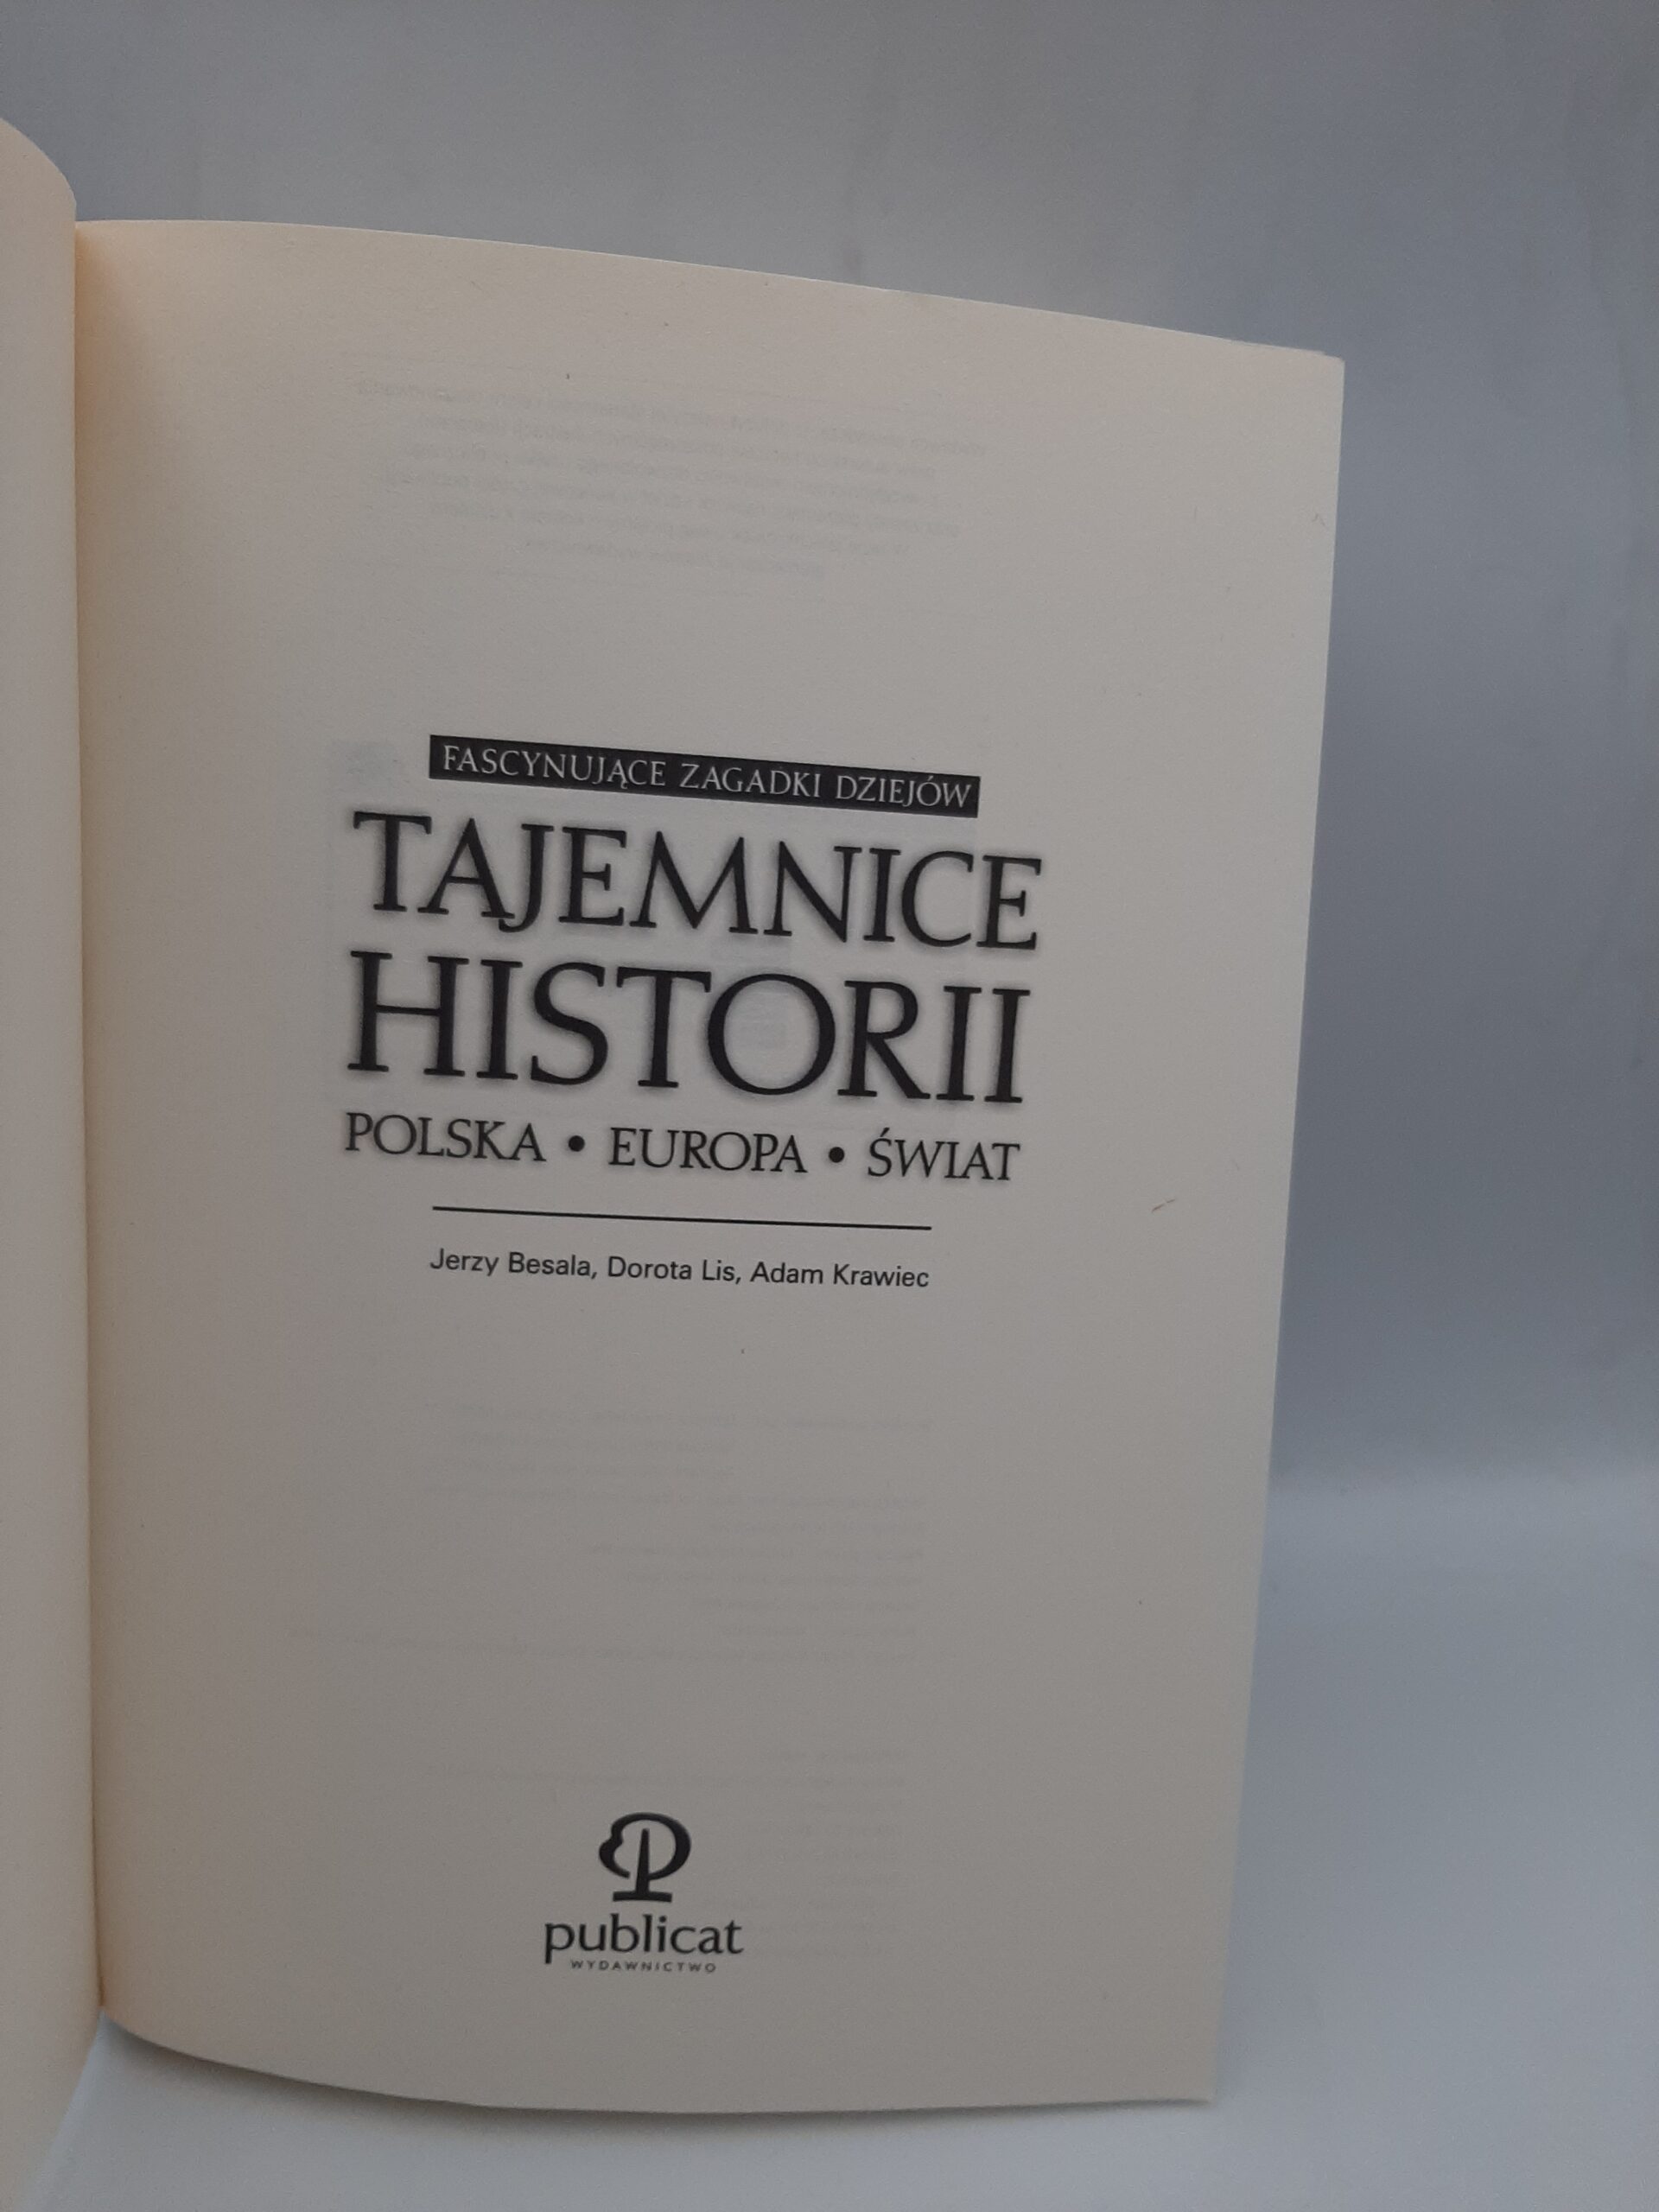 FASCYNUJĄCE ZAGADKI DZIEJÓW
TAJEMNICE
HISTORII
POLSKA • EUROPA • ŚWIAT
Jerzy Besala, Dorota Lis, Adam Krawiec
publicat
WYDAWNICTWO